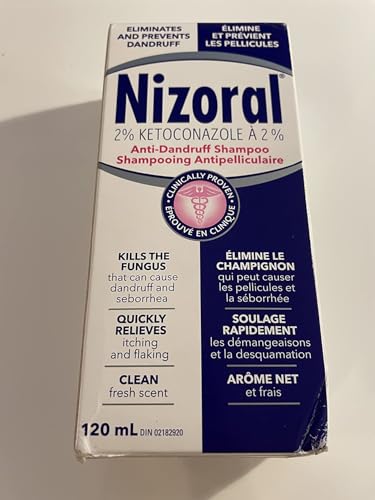 ELIMINATES
AND PREVENTS
DANDRUFF
ÉLIMINE ET
PRÉVIENT
LES PELLICULES
Nizoral®
2% KETOCONAZOLE À 2%
Anti-Dandruff Shampoo
Shampooing Antipelliculaire
CLINICALLY PROVEN
ÉPROUVÉ EN CLINIQUE
KILLS THE
FUNGUS
that can cause
dandruff and
seborrhea
ÉLIMINE LE
CHAMPIGNON
qui peut causer
les pellicules et
la séborrhée
QUICKLY
RELIEVES
itching
and flaking
SOULAGE
RAPIDEMENT
les démangeaisons
et la desquamation
CLEAN
fresh scent
ARÔME NET
et frais
120 mL DIN 02182920